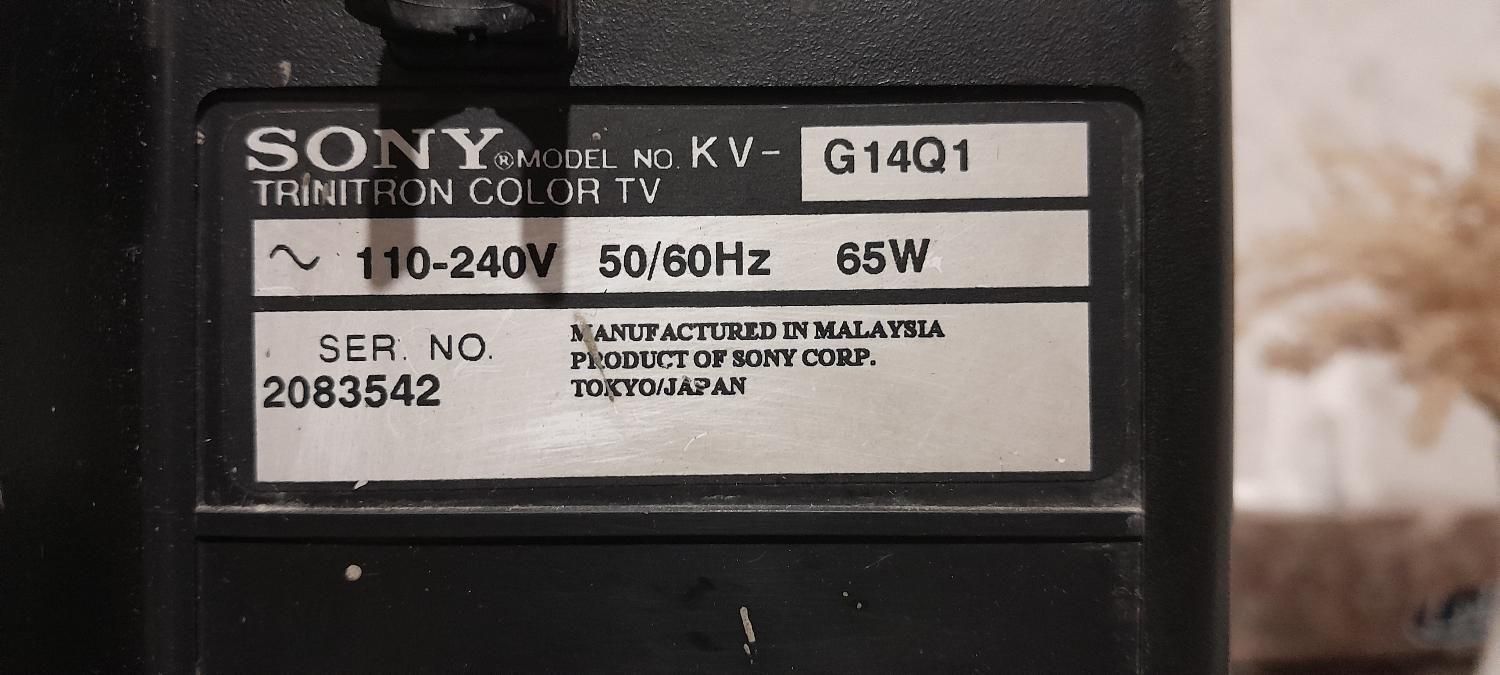 SONY® MODEL NO. KV- G14Q1
TRINITRON COLOR TV
~ 110-240V 50/60Hz 65W
SER. NO.
2083542
MANUFACTURED IN MALAYSIA
PRODUCT OF SONY CORP.
TOKYO/JAPAN